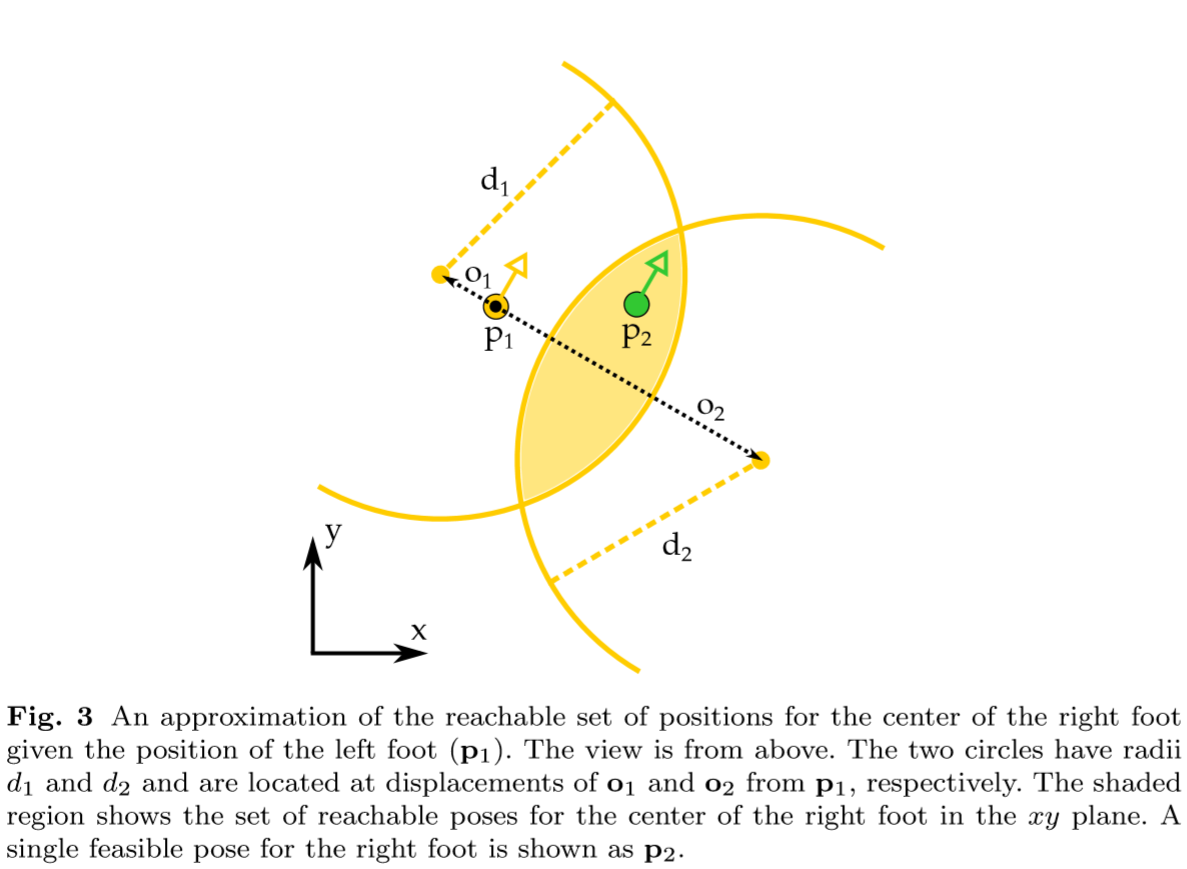 d1
o1
p1
p2
o2
d2
y
x
Fig. 3 An approximation of the reachable set of positions for the center of the right foot
given the position of the left foot (p1). The view is from above. The two circles have radii
d1 and d2 and are located at displacements of o1 and o2 from p1, respectively. The shaded
region shows the set of reachable poses for the center of the right foot in the xy plane. A
single feasible pose for the right foot is shown as p2.